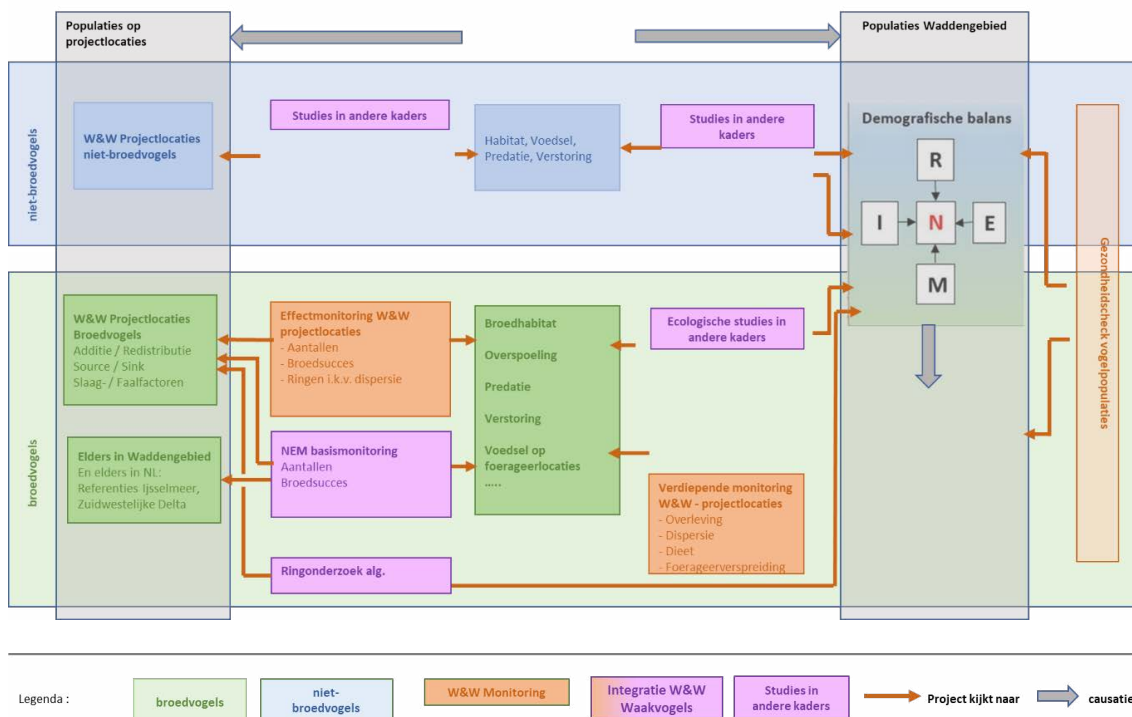 Populaties op
projectlocaties
Populaties Waddengebied
niet-broedvogels
W&W Projectlocaties
niet-broedvogels
Studies in andere kaders
Habitat, Voedsel,
Predatie, Verstoring
Studies in andere
kaders
Demografische balans
R
I
N
E
M
Gezondheidscheck vogelpopulaties
broedvogels
W&W Projectlocaties
Broedvogels
Additie / Redistributie
Source / Sink
Slaag- / Faalfactoren
Elders in Waddengebied
En elders in NL:
Referenties Ijsselmeer,
Zuidwestelijke Delta
Effectmonitoring W&W
projectlocaties
- Aantallen
- Broedsucces
- Ringen i.k.v. dispersie
NEM basismonitoring
Aantallen
Broedsucces
Ringonderzoek alg.
Broedhabitat
Overspoeling
Predatie
Verstoring
Voedsel op
foerageerlocaties
.....
Ecologische studies in
andere kaders
Verdiepende monitoring
W&W - projectlocaties
- Overleving
- Dispersie
- Dieet
- Foerageerverspreiding
Legenda :
broedvogels
niet-
broedvogels
W&W Monitoring
Integratie W&W
Waakvogels
Studies in
andere kaders
Project kijkt naar
causatie